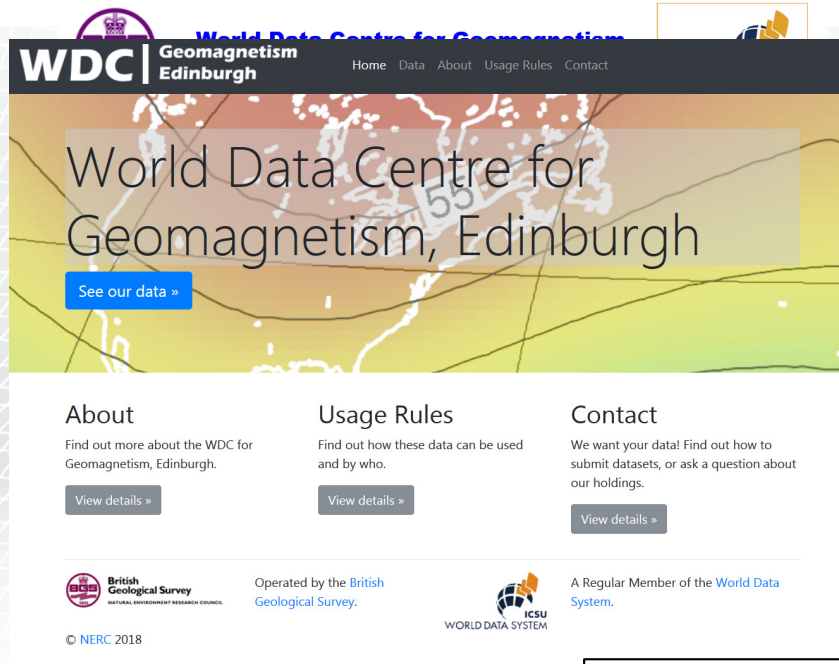 World Data Centre for Geomagnetism
WDC
Geomagnetism
Edinburgh
Home Data About Usage Rules Contact
55
World Data Centre for
Geomagnetism, Edinburgh
See our data »
About
Find out more about the WDC for
Geomagnetism, Edinburgh.
View details »
Usage Rules
Find out how these data can be used
and by who.
View details »
Contact
We want your data! Find out how to
submit datasets, or ask a question about
our holdings.
View details »
BGS
British
Geological Survey
NATURAL ENVIRONMENT RESEARCH COUNCIL
Operated by the British
Geological Survey.
ICSU
WORLD DATA SYSTEM
A Regular Member of the World Data
System.
© NERC 2018